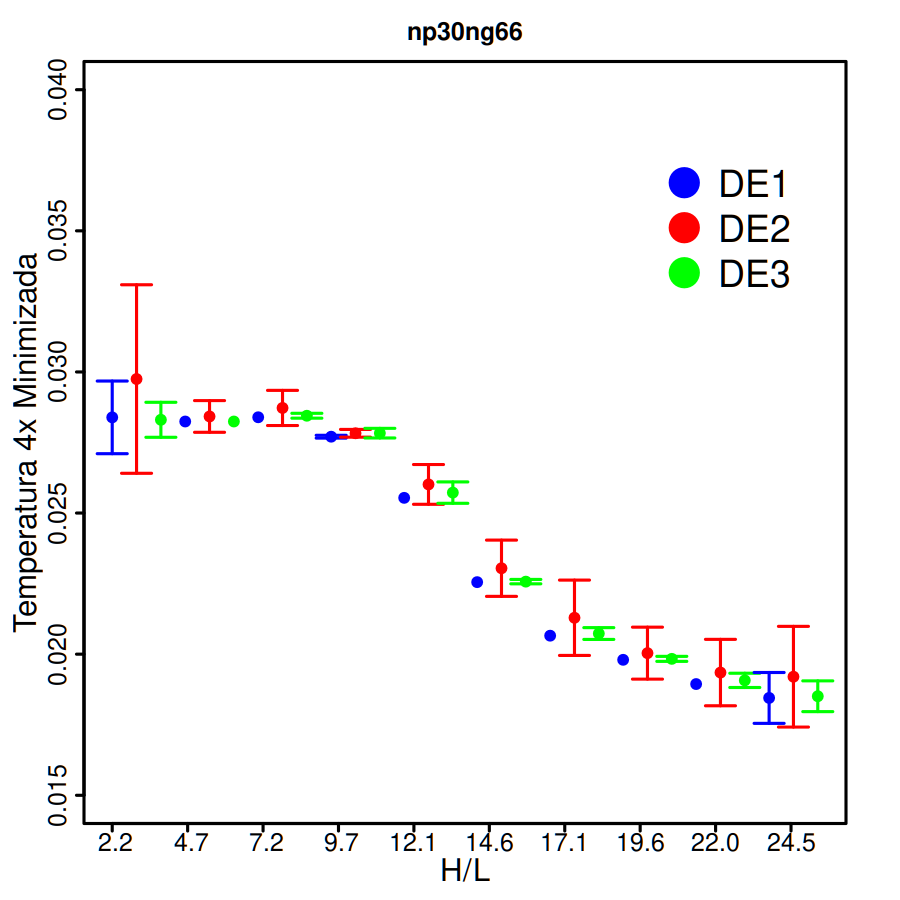 np30ng66
0.040
0.035
0.030
0.025
0.020
0.015
Temperatura 4x Minimizada
DE1
DE2
DE3
2.2 4.7 7.2 9.7 12.1 14.6 17.1 19.6 22.0 24.5
H/L